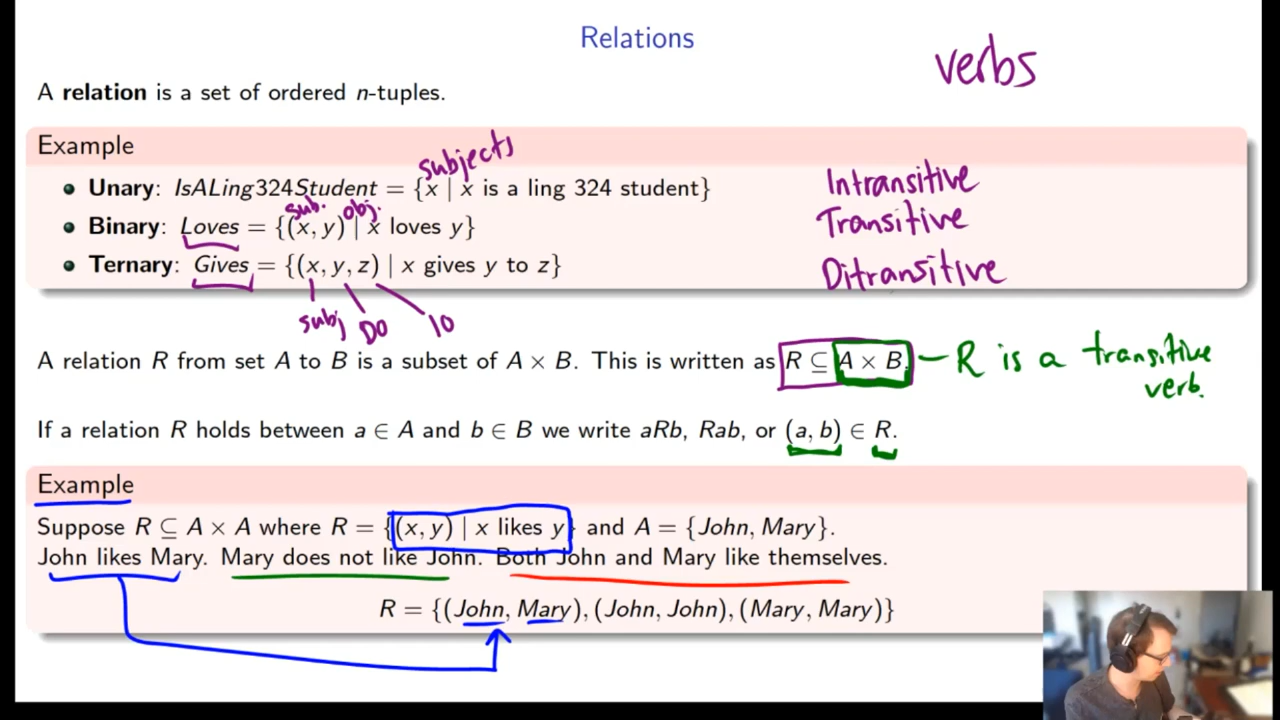 Relations
verbs
A relation is a set of ordered n-tuples.
Example
subjects
Unary: IsALing324Student = {x | x is a ling 324 student}
Intransitive
sub. obj.
Binary: Loves = {(x, y) | x loves y}
Transitive
Ternary: Gives = {(x, y, z) | x gives y to z}
Ditransitive
subj DO IO
A relation R from set A to B is a subset of A × B. This is written as R ⊆ A × B. – R is a transitive
verb.
If a relation R holds between a ∈ A and b ∈ B we write aRb, Rab, or (a, b) ∈ R.
Example
Suppose R ⊆ A × A where R = {(x, y) | x likes y} and A = {John, Mary}.
John likes Mary. Mary does not like John. Both John and Mary like themselves.
R = {(John, Mary), (John, John), (Mary, Mary)}